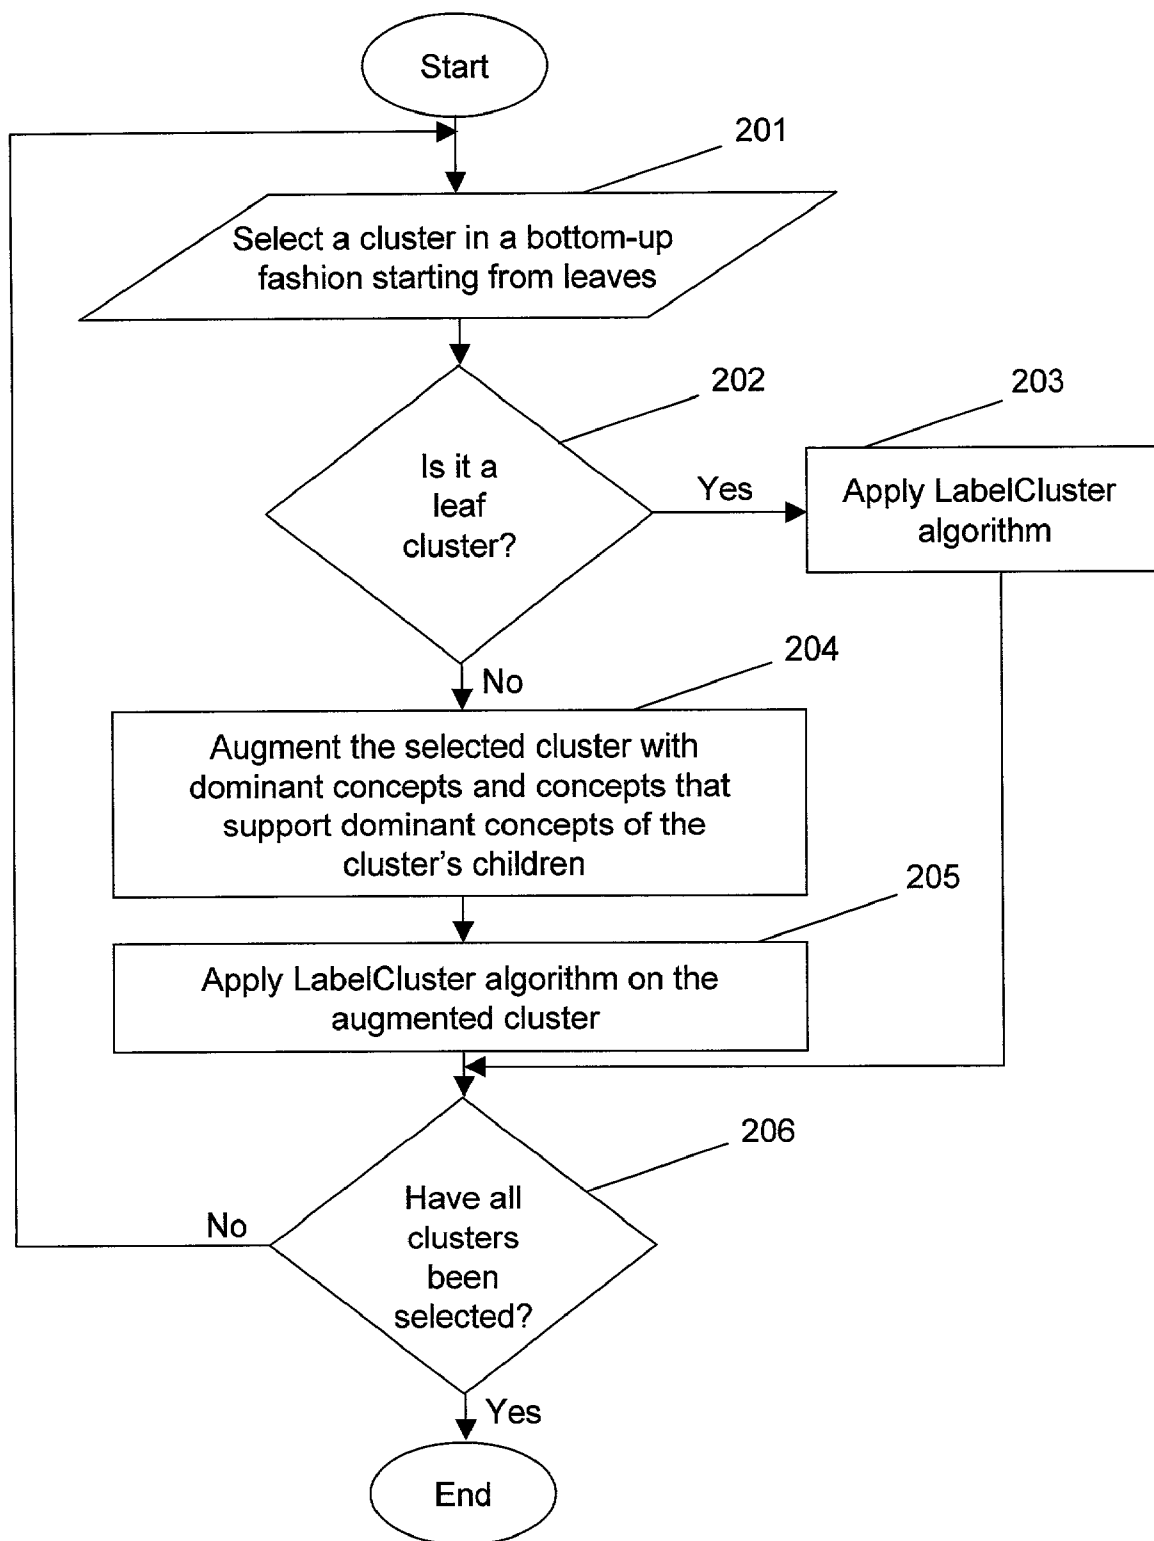 Start
201
Select a cluster in a bottom-up
fashion starting from leaves
202
203
Is it a
leaf
cluster?
Yes
Apply LabelCluster
algorithm
204
No
Augment the selected cluster with
dominant concepts and concepts that
support dominant concepts of the
cluster's children
205
Apply LabelCluster algorithm on the
augmented cluster
206
Have all
clusters
been
selected?
No
Yes
End